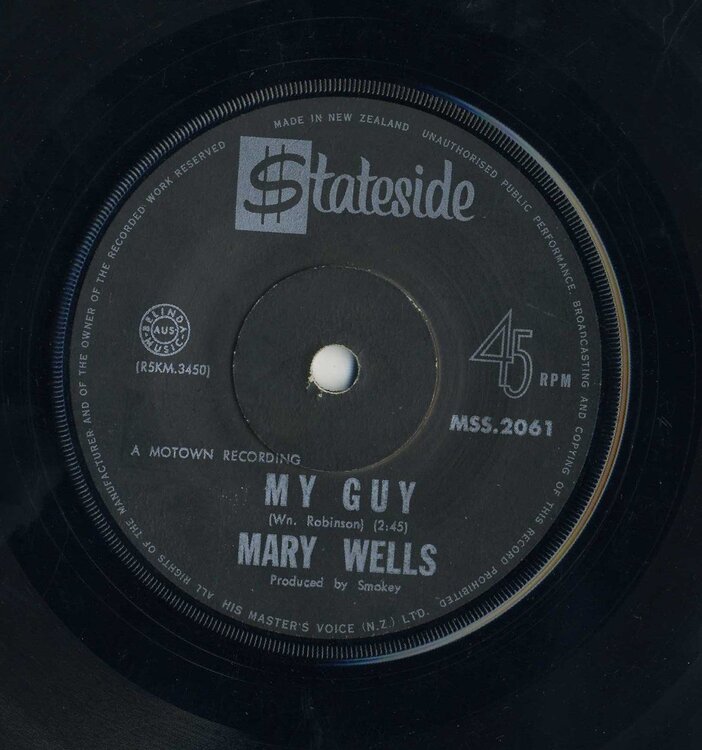 MADE IN NEW ZEALAND
UNAUTHORISED PUBLIC PERFORMANCE, BROADCASTING AND COPYING OF THIS RECORD PROHIBITED
HIS MASTER'S VOICE (N.Z.) LTD.
ALL RIGHTS OF THE MANUFACTURER AND OF THE OWNER OF THE RECORDED WORK RESERVED
$tateside
BELINDA MUSIC
AUS
(R5KM.3450)
45 RPM
MSS.2061
A MOTOWN RECORDING
MY GUY
(Wn. Robinson) (2:45)
MARY WELLS
Produced by Smokey